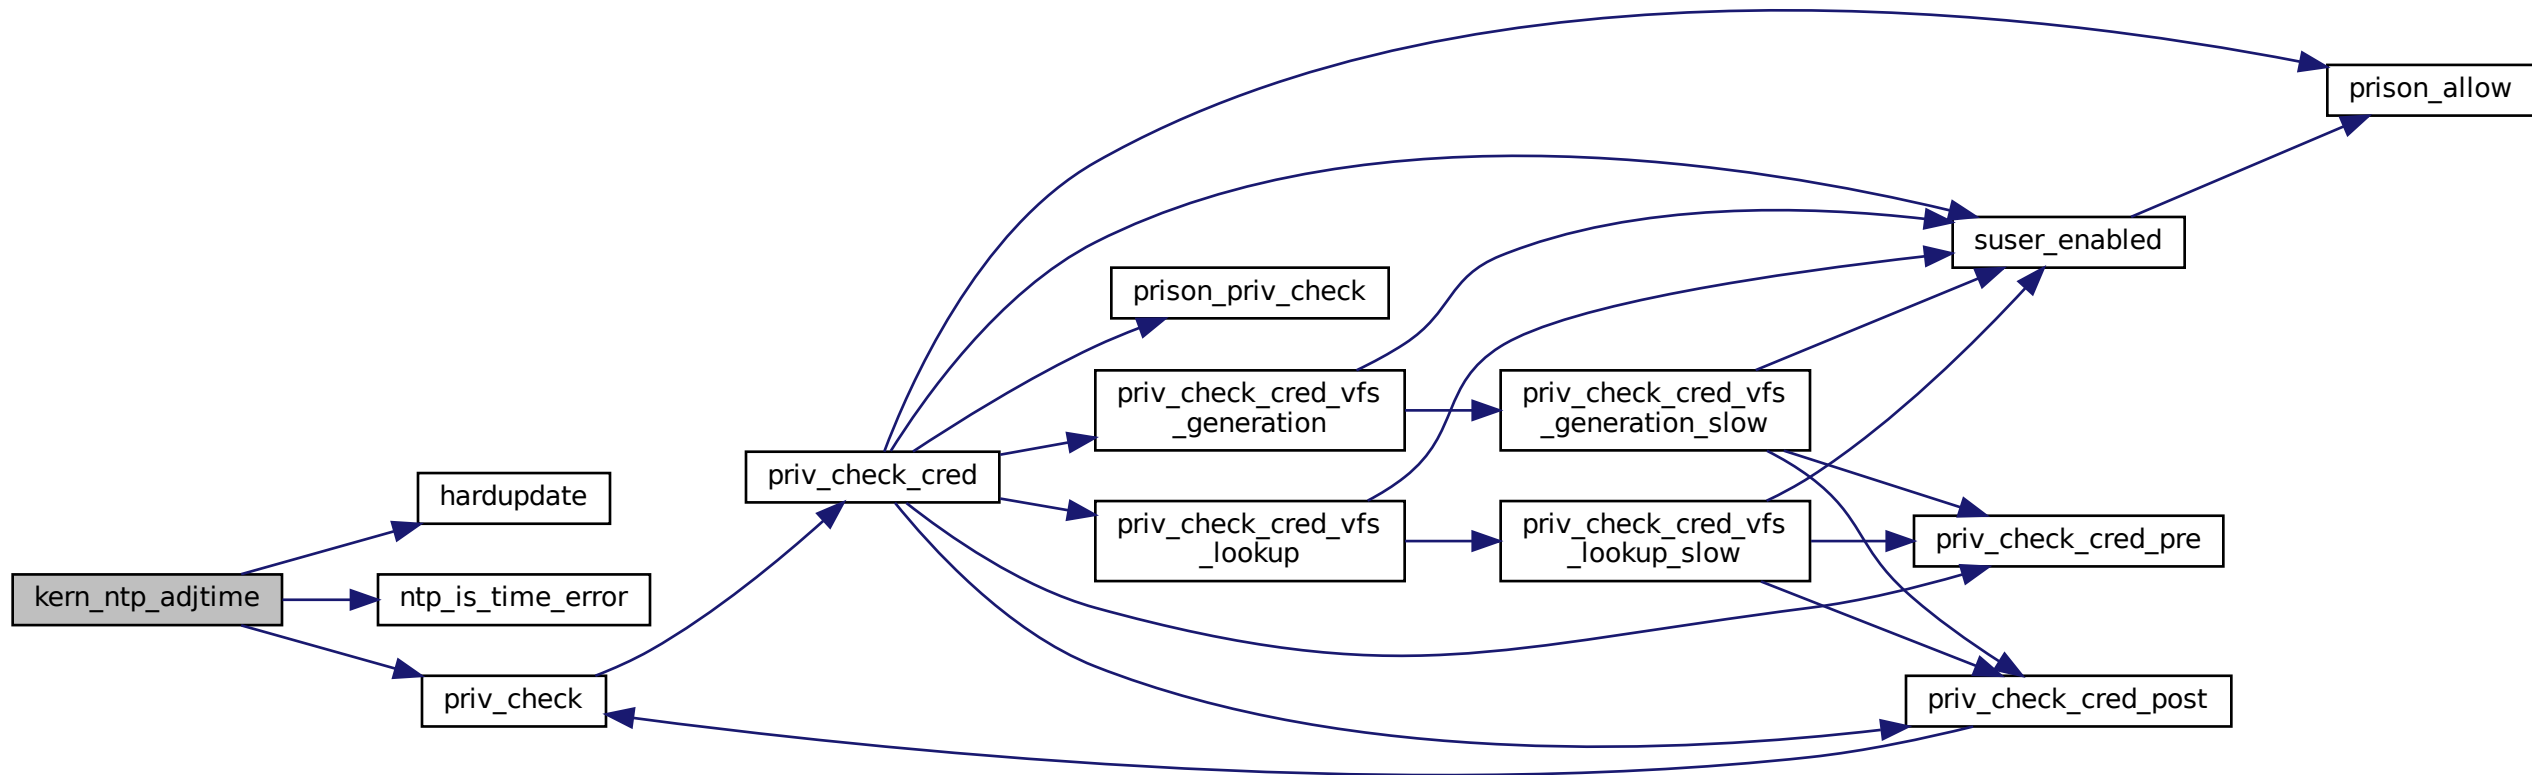 kern_ntp_adjtime
hardupdate
ntp_is_time_error
priv_check
priv_check_cred
prison_priv_check
priv_check_cred_vfs
_generation
priv_check_cred_vfs
_lookup
priv_check_cred_vfs
_generation_slow
priv_check_cred_vfs
_lookup_slow
prison_allow
suser_enabled
priv_check_cred_pre
priv_check_cred_post